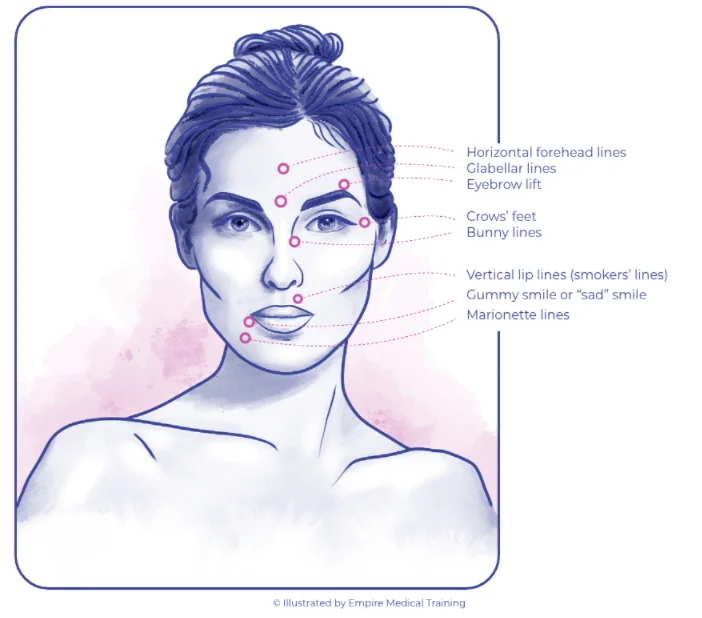 Horizontal forehead lines
Glabellar lines
Eyebrow lift
Crows’ feet
Bunny lines
Vertical lip lines (smokers’ lines)
Gummy smile or “sad” smile
Marionette lines
© Illustrated by Empire Medical Training